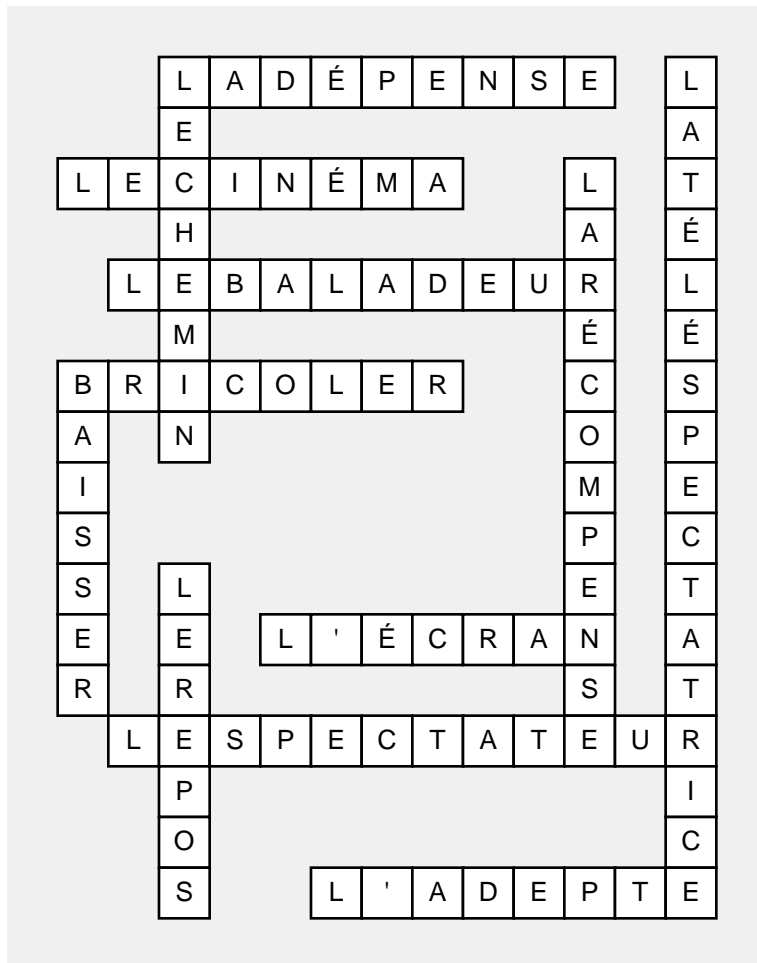 LADÉPENSE
LECHEMIN
LATÉLÉSPECTATRICE
LECINÉMA
LARÉCOMPENSE
LEBALADEUR
BRICOLER
BAISSER
LEREPOS
L'ÉCRAN
LESPECTATEUR
L'ADEPTE